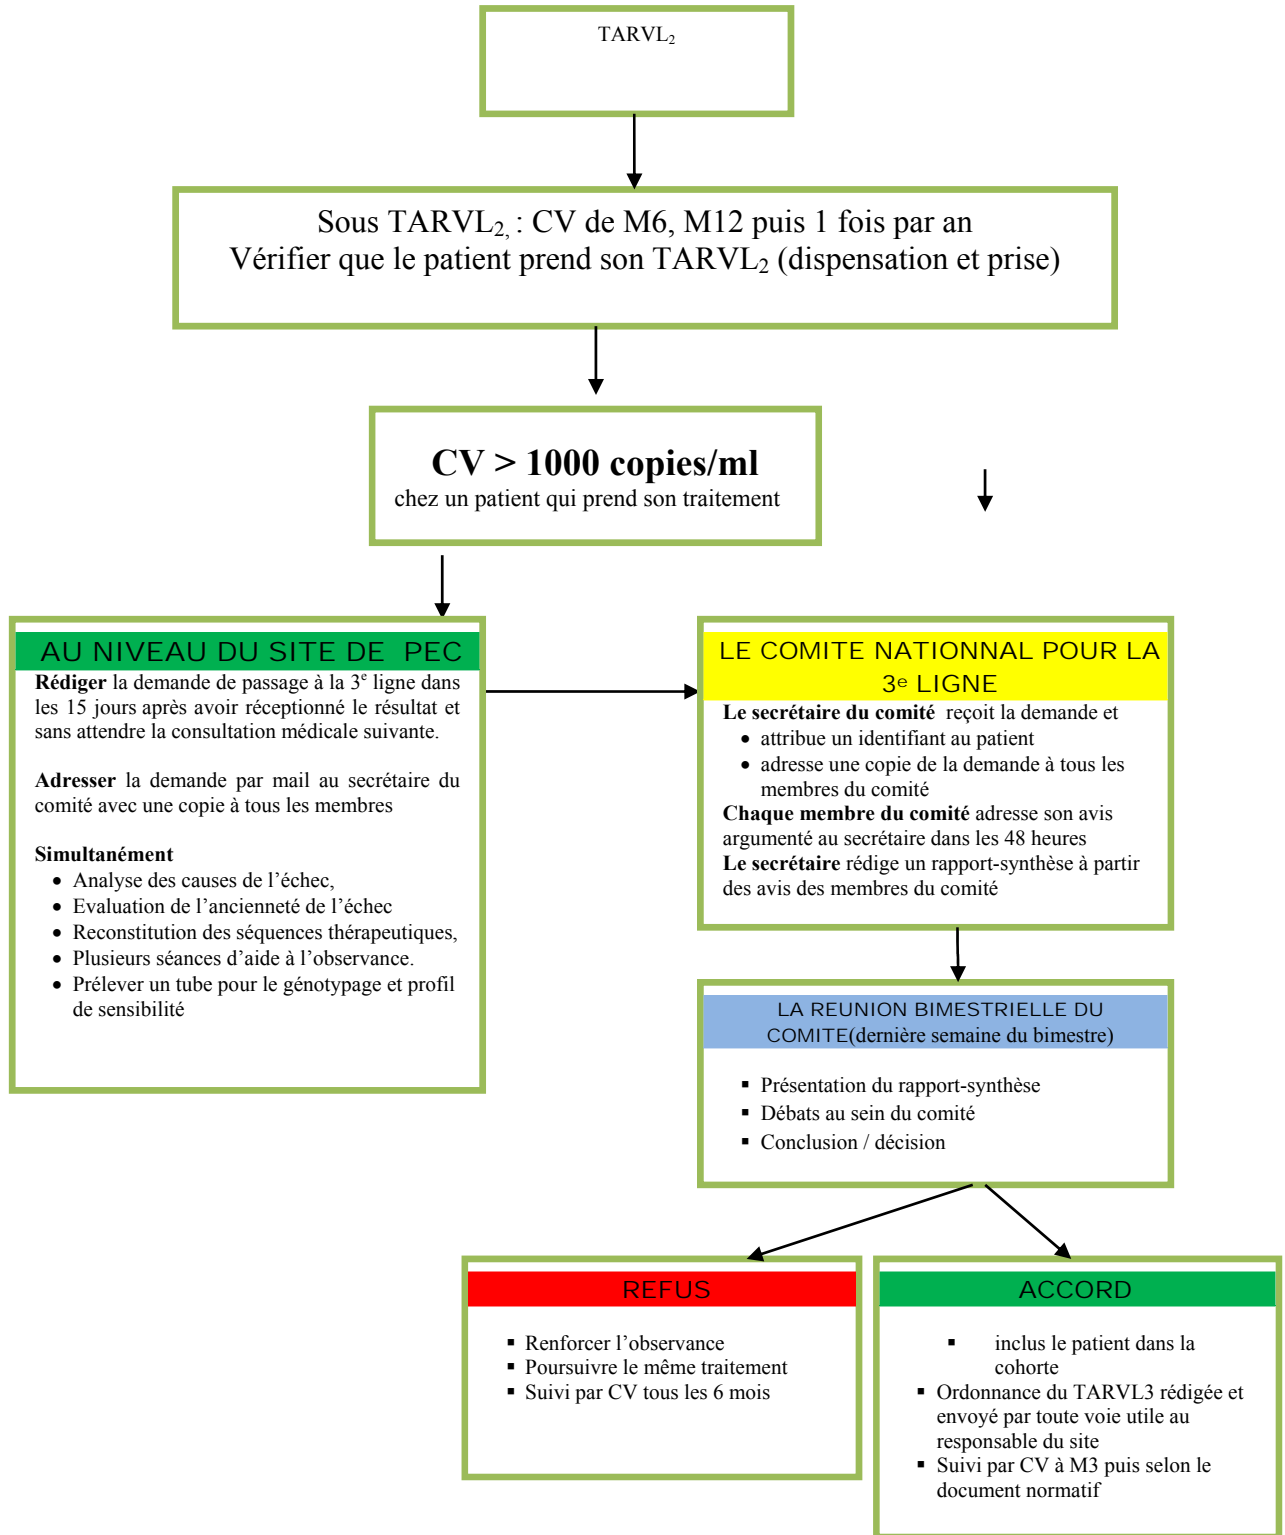 TARVL2
Sous TARVL2, : CV de M6, M12 puis 1 fois par an
Vérifier que le patient prend son TARVL2 (dispensation et prise)
CV > 1000 copies/ml
chez un patient qui prend son traitement
AU NIVEAU DU SITE DE PEC
Rédiger la demande de passage à la 3e ligne dans
les 15 jours après avoir réceptionné le résultat et
sans attendre la consultation médicale suivante.
Adresser la demande par mail au secrétaire du
comité avec une copie à tous les membres
Simultanément
• Analyse des causes de l’échec,
• Evaluation de l’ancienneté de l’échec
• Reconstitution des séquences thérapeutiques,
• Plusieurs séances d’aide à l’observance.
• Prélever un tube pour le génotypage et profil
de sensibilité
LE COMITE NATIONNAL POUR LA
3e LIGNE
Le secrétaire du comité reçoit la demande et
• attribue un identifiant au patient
• adresse une copie de la demande à tous les
membres du comité
Chaque membre du comité adresse son avis
argumenté au secrétaire dans les 48 heures
Le secrétaire rédige un rapport-synthèse à partir
des avis des membres du comité
LA REUNION BIMESTRIELLE DU
COMITE(dernière semaine du bimestre)
▪ Présentation du rapport-synthèse
▪ Débats au sein du comité
▪ Conclusion / décision
REFUS
▪ Renforcer l’observance
▪ Poursuivre le même traitement
▪ Suivi par CV tous les 6 mois
ACCORD
▪ inclus le patient dans la
cohorte
▪ Ordonnance du TARVL3 rédigée et
envoyé par toute voie utile au
responsable du site
▪ Suivi par CV à M3 puis selon le
document normatif